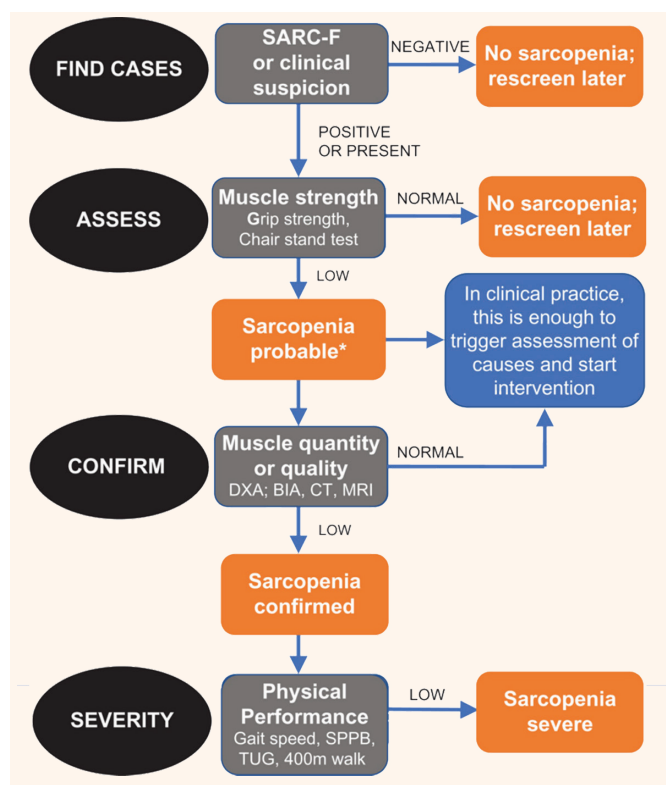 FIND CASES
SARC-F
or clinical
suspicion
NEGATIVE
No sarcopenia;
rescreen later
POSITIVE
OR PRESENT
ASSESS
Muscle strength
Grip strength,
Chair stand test
NORMAL
No sarcopenia;
rescreen later
LOW
Sarcopenia
probable*
In clinical practice,
this is enough to
trigger assessment of
causes and start
intervention
CONFIRM
Muscle quantity
or quality
DXA; BIA, CT, MRI
NORMAL
LOW
Sarcopenia
confirmed
SEVERITY
Physical
Performance
Gait speed, SPPB,
TUG, 400m walk
LOW
Sarcopenia
severe